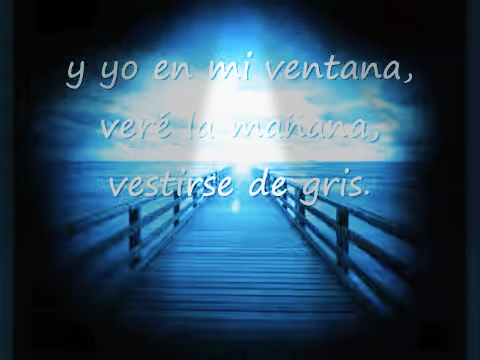 y yo en mi ventana,
veré la mañana,
vestirse de gris.